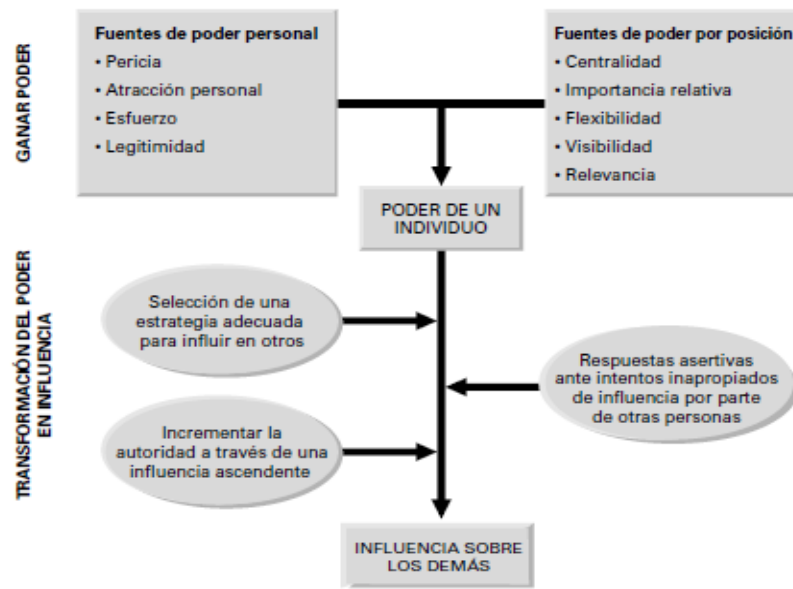 GANAR PODER
Fuentes de poder personal
• Pericia
• Atracción personal
• Esfuerzo
• Legitimidad
Fuentes de poder por posición
• Centralidad
• Importancia relativa
• Flexibilidad
• Visibilidad
• Relevancia
PODER DE UN
INDIVIDUO
TRANSFORMACIÓN DEL PODER
EN INFLUENCIA
Selección de una
estrategia adecuada
para influir en otros
Respuestas asertivas
ante intentos inapropiados
de influencia por parte
de otras personas
Incrementar la
autoridad a través de una
influencia ascendente
INFLUENCIA SOBRE
LOS DEMÁS